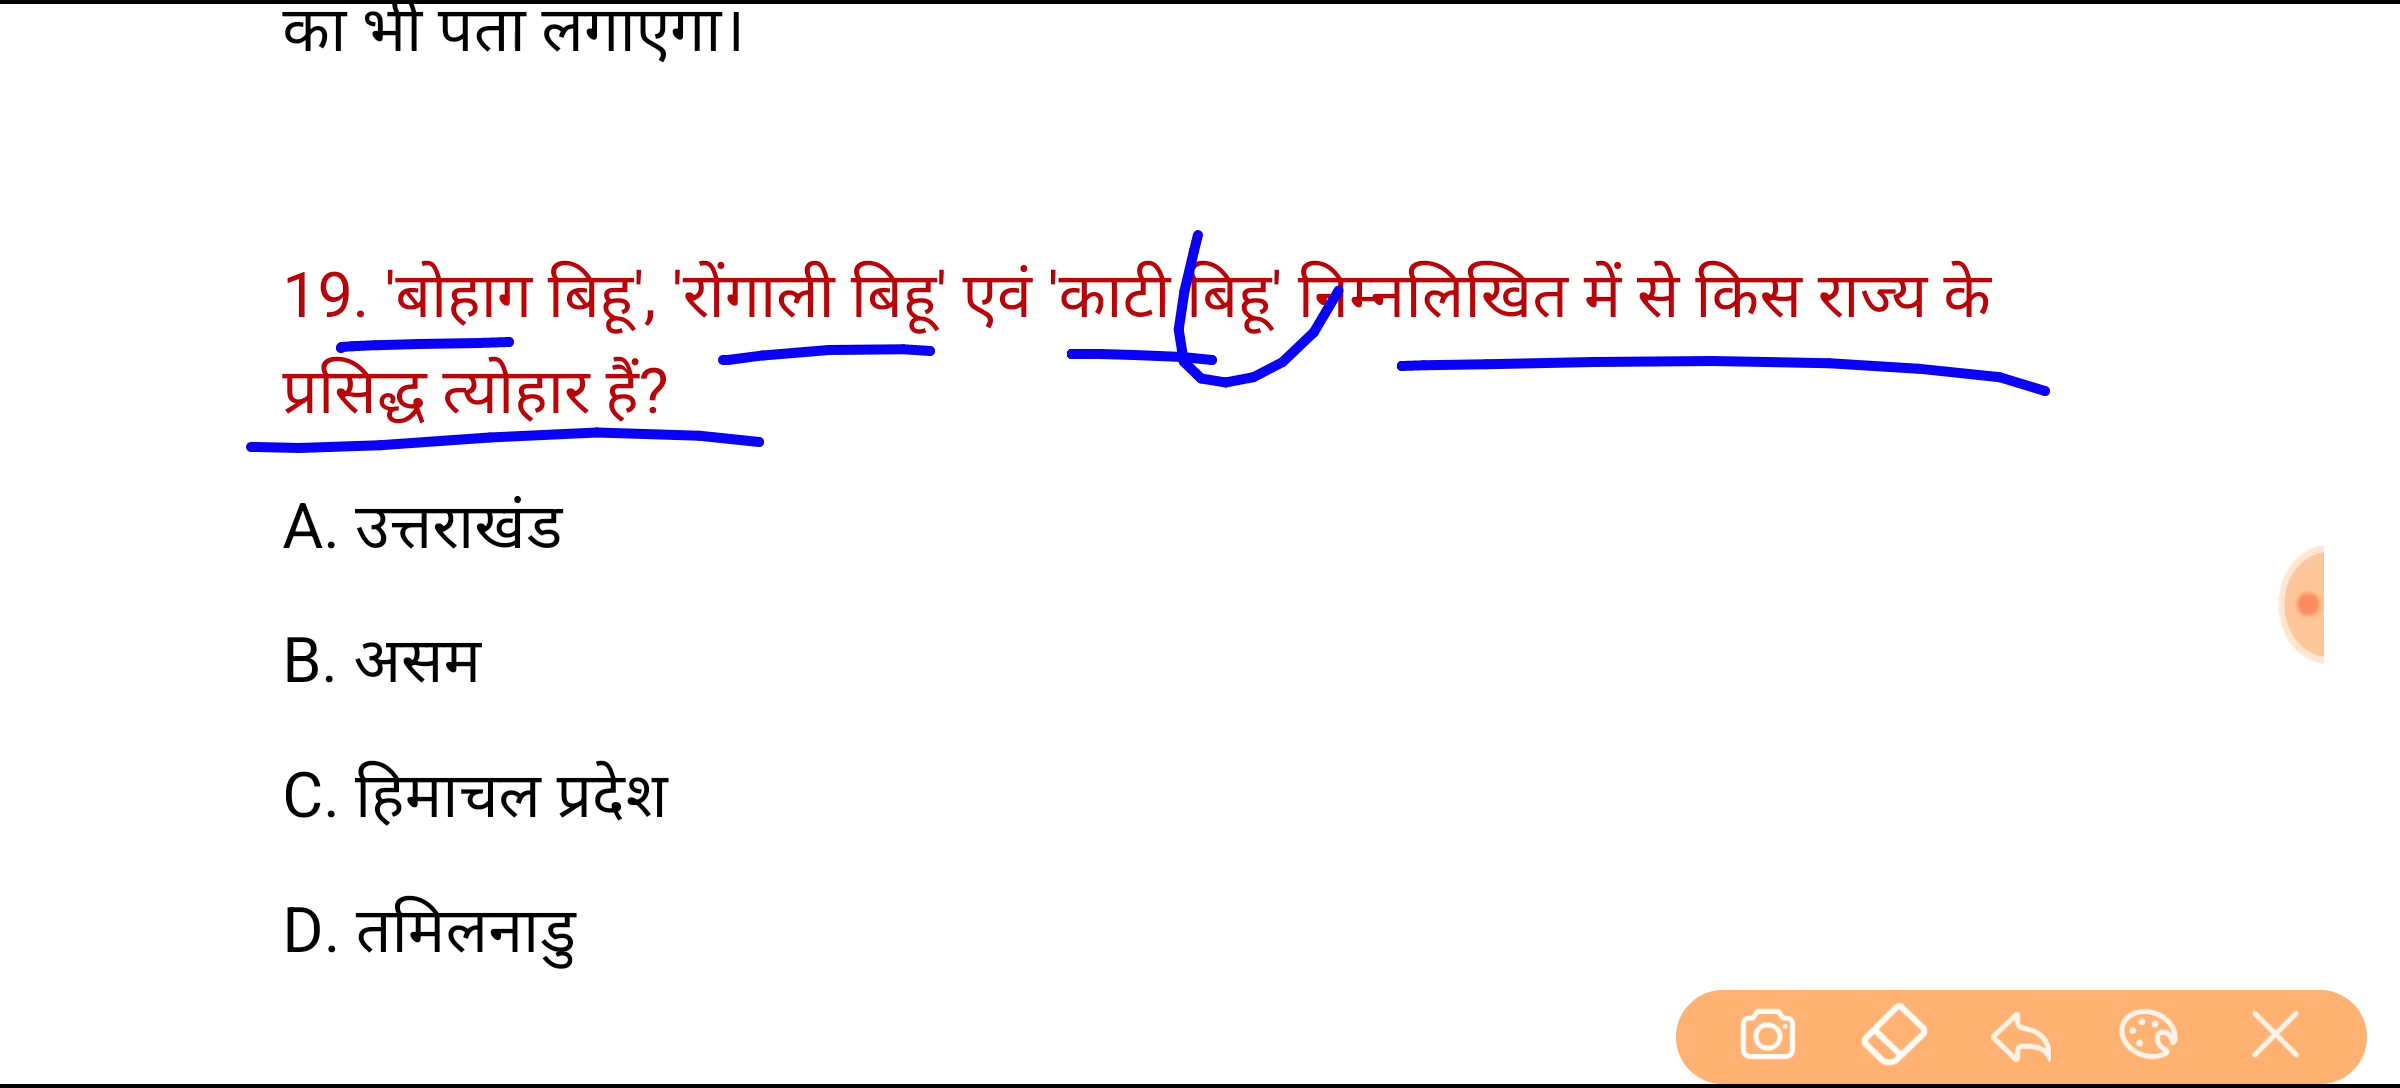 का भी पता लगाएगा।
19. 'बोहाग बिहू', 'रोंगाली बिहू' एवं 'काटी बिहू' निम्नलिखित में से किस राज्य के
प्रसिद्ध त्योहार हैं?
A. उत्तराखंड
B. असम
C. हिमाचल प्रदेश
D. तमिलनाडु